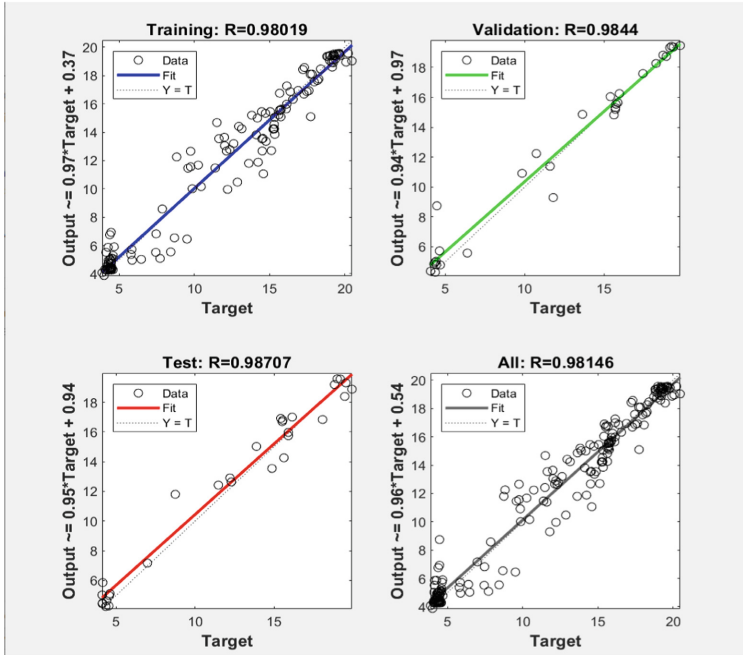 Training: R=0.98019
Output ~= 0.97*Target + 0.37
20
18
16
14
12
10
8
6
4
Data
Fit
Y = T
5
10
15
20
Target
Validation: R=0.9844
Output ~= 0.94*Target + 0.97
18
16
14
12
10
8
6
Data
Fit
Y = T
5
10
15
Target
Test: R=0.98707
Output ~= 0.95*Target + 0.94
18
16
14
12
10
8
6
Data
Fit
Y = T
5
10
15
Target
All: R=0.98146
Output ~= 0.96*Target + 0.54
20
18
16
14
12
10
8
6
4
Data
Fit
Y = T
5
10
15
20
Target